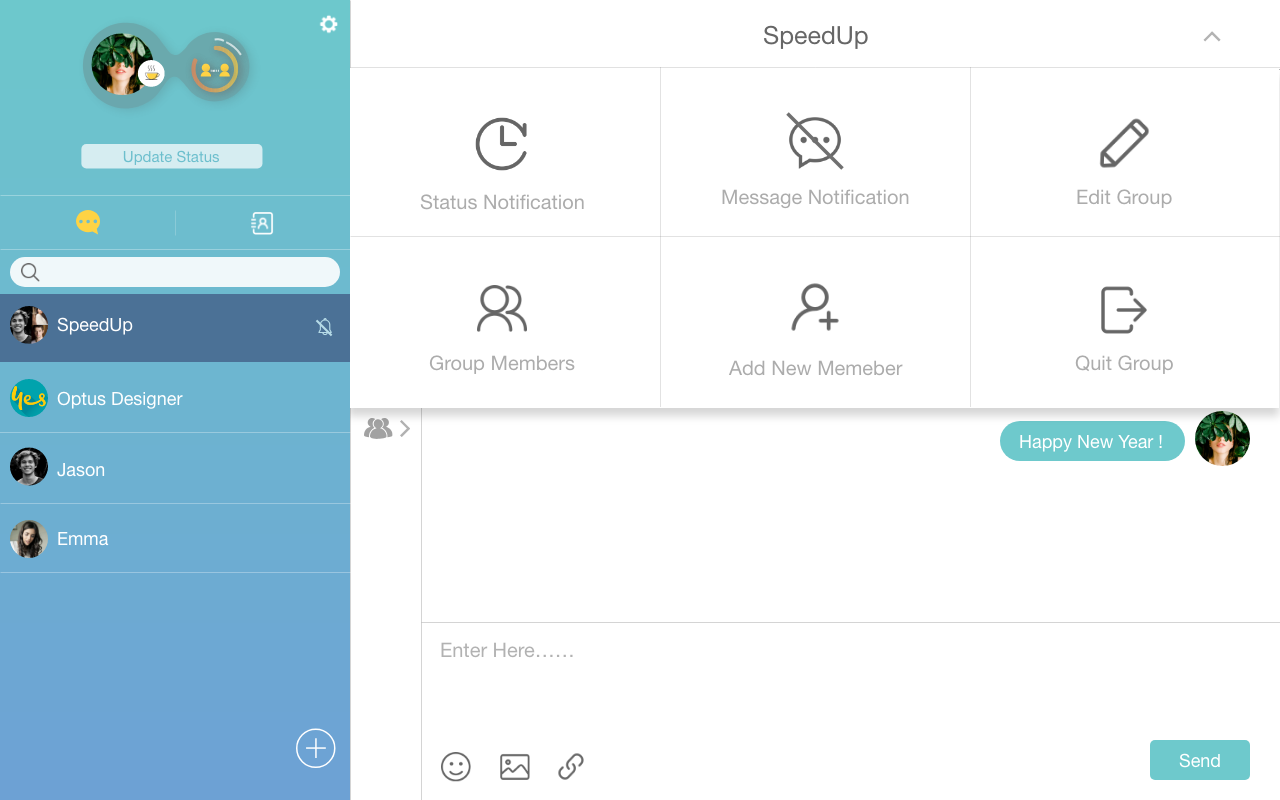 Update Status
SpeedUp
Optus Designer
yes
Jason
Emma
SpeedUp
Status Notification
Message Notification
Edit Group
Group Members
Add New Memeber
Quit Group
Happy New Year !
Enter Here……
Send